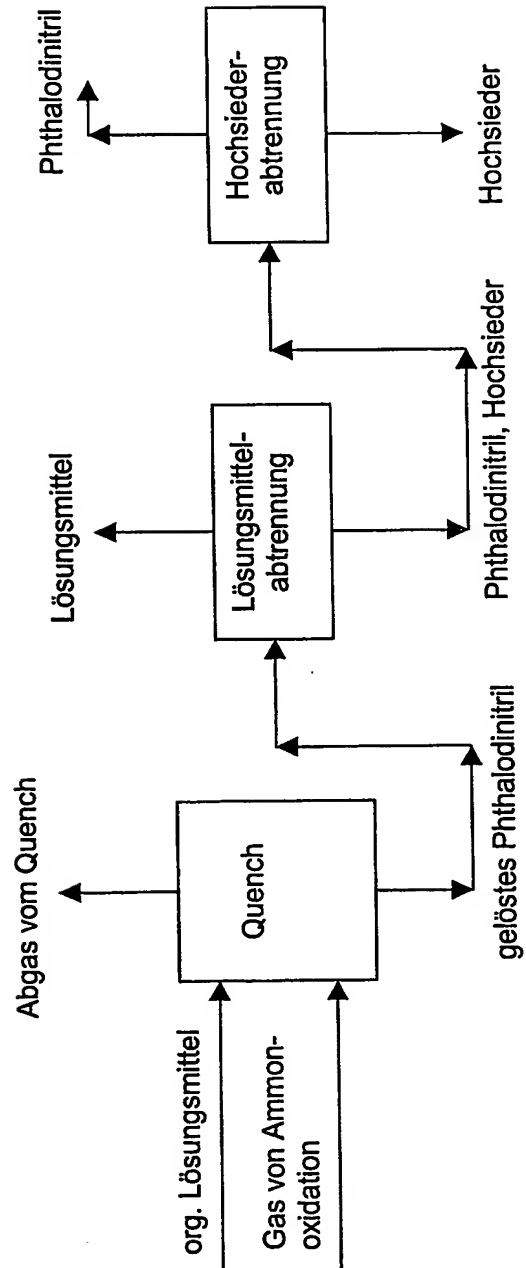 Abgas vom Quench
org. Lösungsmittel
Gas von Ammon-
oxidation
Quench
gelöstes Phthalodinitril
Lösungsmittel
Lösungsmittel-
abtrennung
Phthalodinitril, Hochsieder
Phthalodinitril
Hochsieder-
abtrennung
Hochsieder